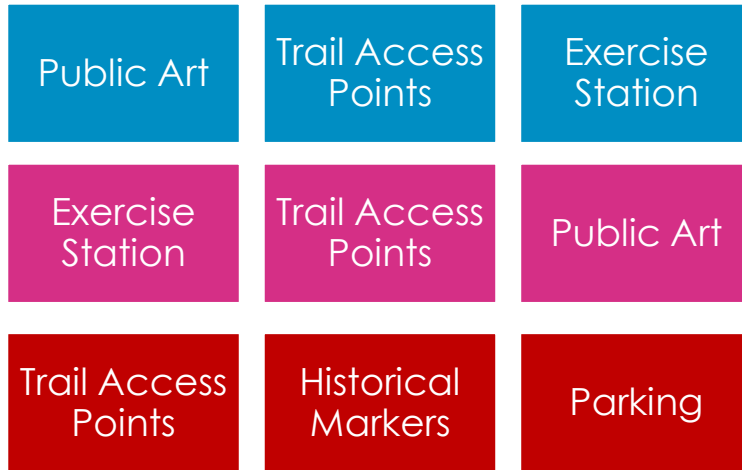 Public Art
Trail Access
Points
Exercise
Station
Exercise
Station
Trail Access
Points
Public Art
Trail Access
Points
Historical
Markers
Parking